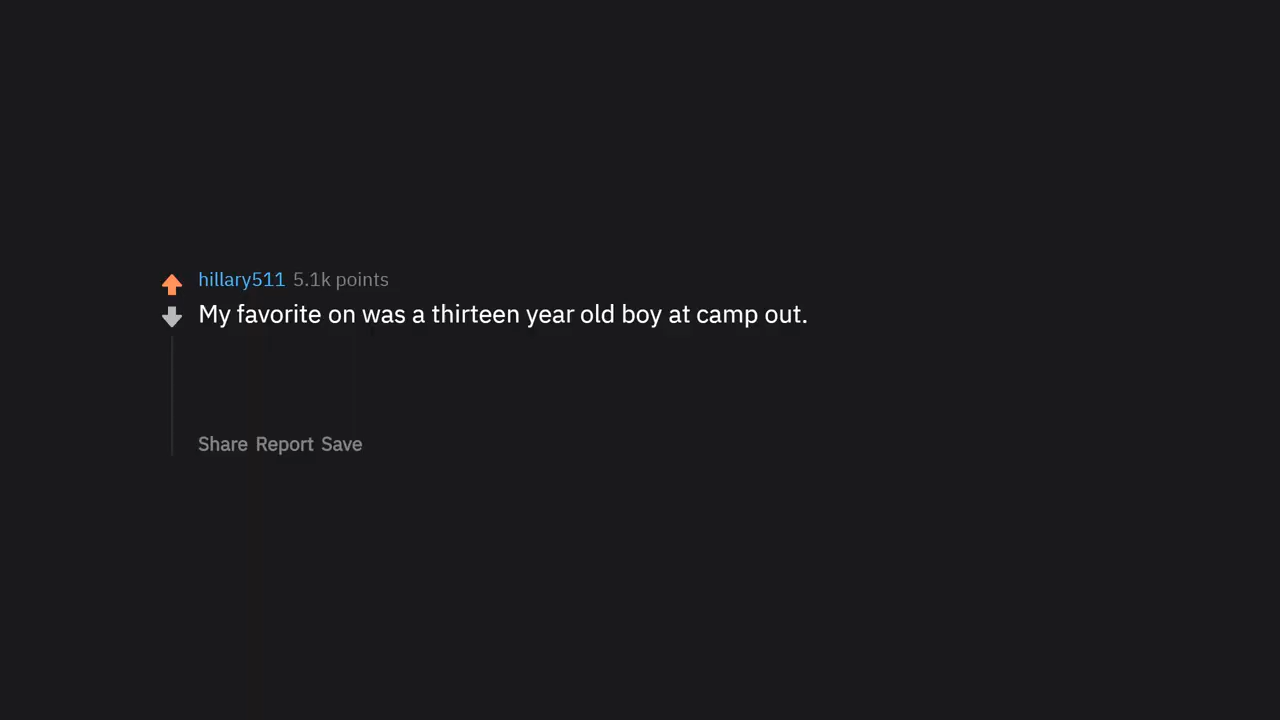 hillary511 5.1k points
My favorite on was a thirteen year old boy at camp out.
Share Report Save